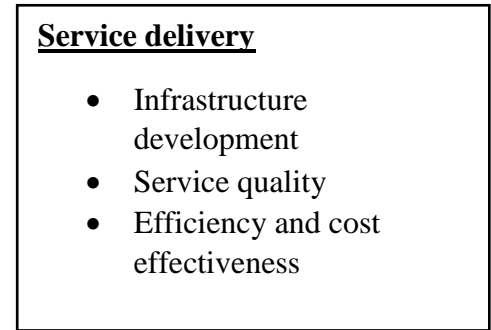 Service delivery
• Infrastructure
development
• Service quality
• Efficiency and cost
effectiveness